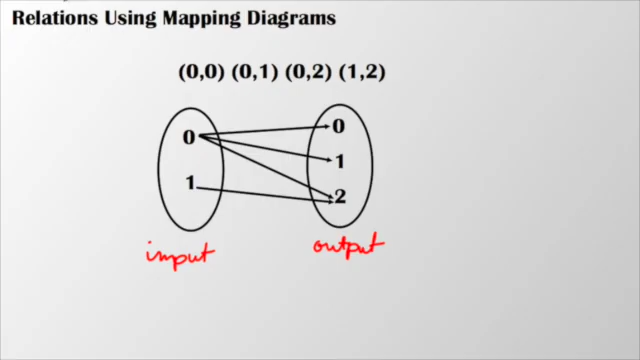 Relations Using Mapping Diagrams
(0,0) (0,1) (0,2) (1,2)
0 0
1
1
2
input output